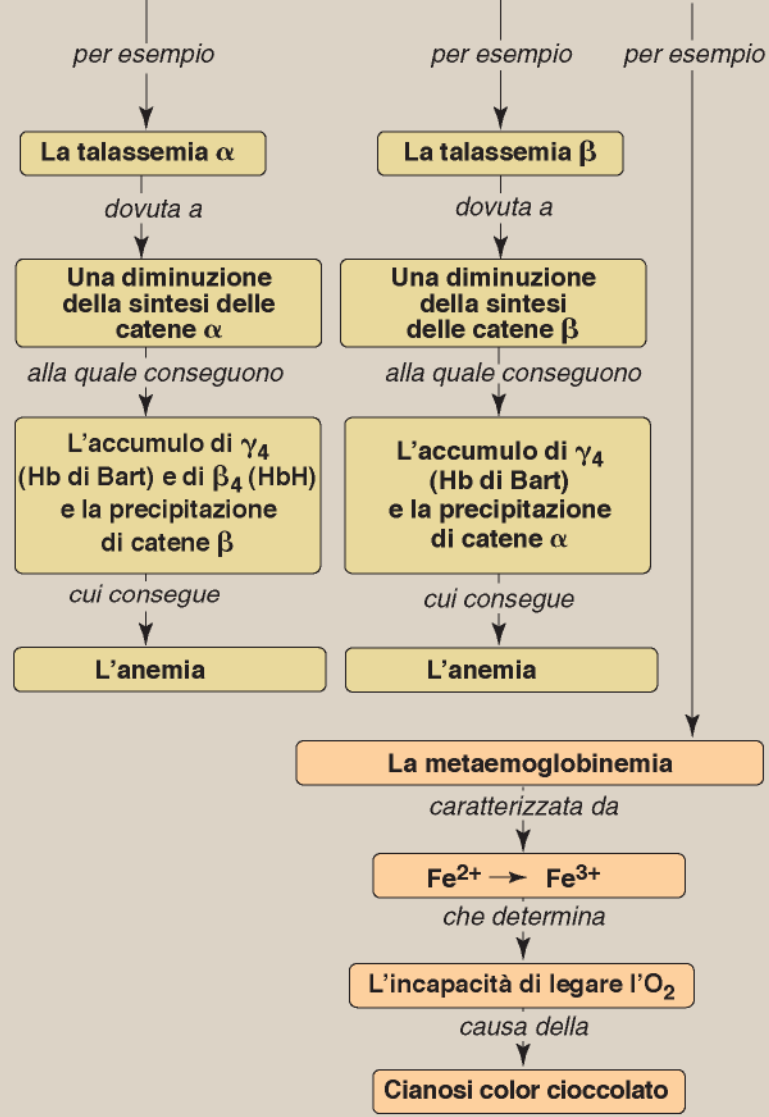 per esempio
per esempio
per esempio
La talassemia α
La talassemia β
dovuta a
dovuta a
Una diminuzione
della sintesi delle
catene α
Una diminuzione
della sintesi
delle catene β
alla quale conseguono
alla quale conseguono
L'accumulo di γ₄
(Hb di Bart) e di β₄ (HbH)
e la precipitazione
di catene β
L'accumulo di γ₄
(Hb di Bart)
e la precipitazione
di catene α
cui consegue
cui consegue
L'anemia
L'anemia
La metaemoglobinemia
caratterizzata da
Fe²⁺ → Fe³⁺
che determina
L'incapacità di legare l'O₂
causa della
Cianosi color cioccolato